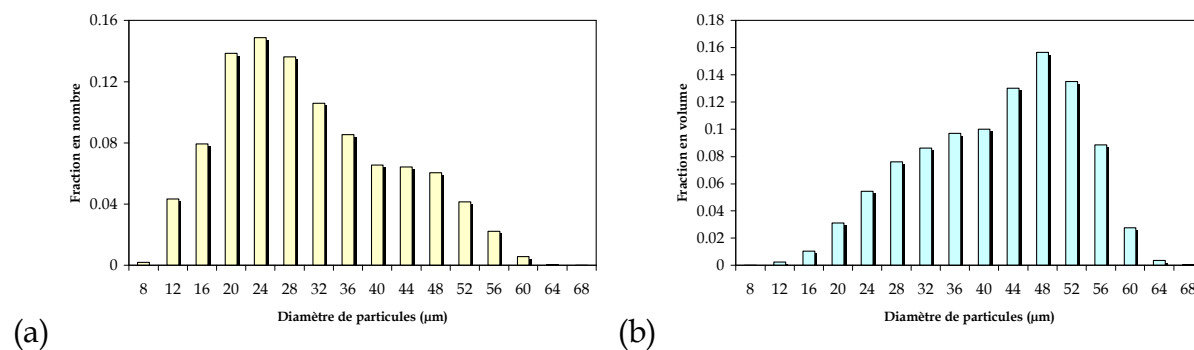 0.16
0.12
0.08
0.04
0
Fraction en nombre
8 12 16 20 24 28 32 36 40 44 48 52 56 60 64 68
Diamètre de particules (µm)
(a)
0.18
0.16
0.14
0.12
0.1
0.08
0.06
0.04
0.02
0
Fraction en volume
8 12 16 20 24 28 32 36 40 44 48 52 56 60 64 68
Diamètre de particules (µm)
(b)